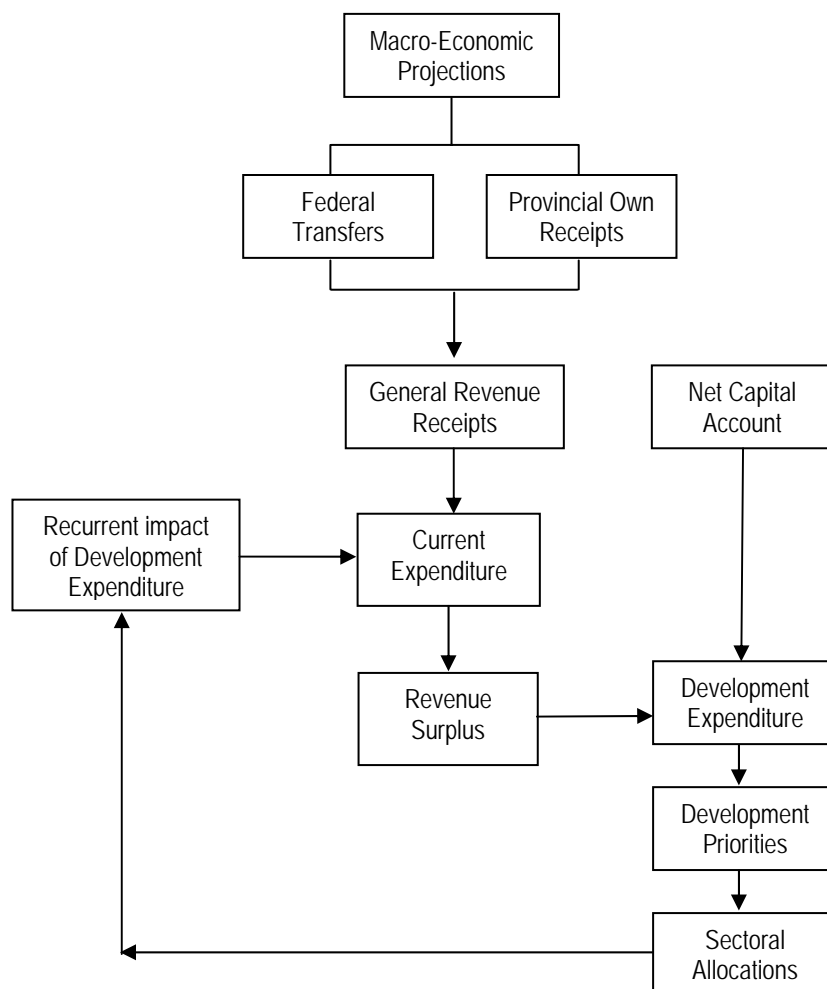 Macro-Economic
Projections
Federal
Transfers
Provincial Own
Receipts
General Revenue
Receipts
Net Capital
Account
Recurrent impact
of Development
Expenditure
Current
Expenditure
Revenue
Surplus
Development
Expenditure
Development
Priorities
Sectoral
Allocations